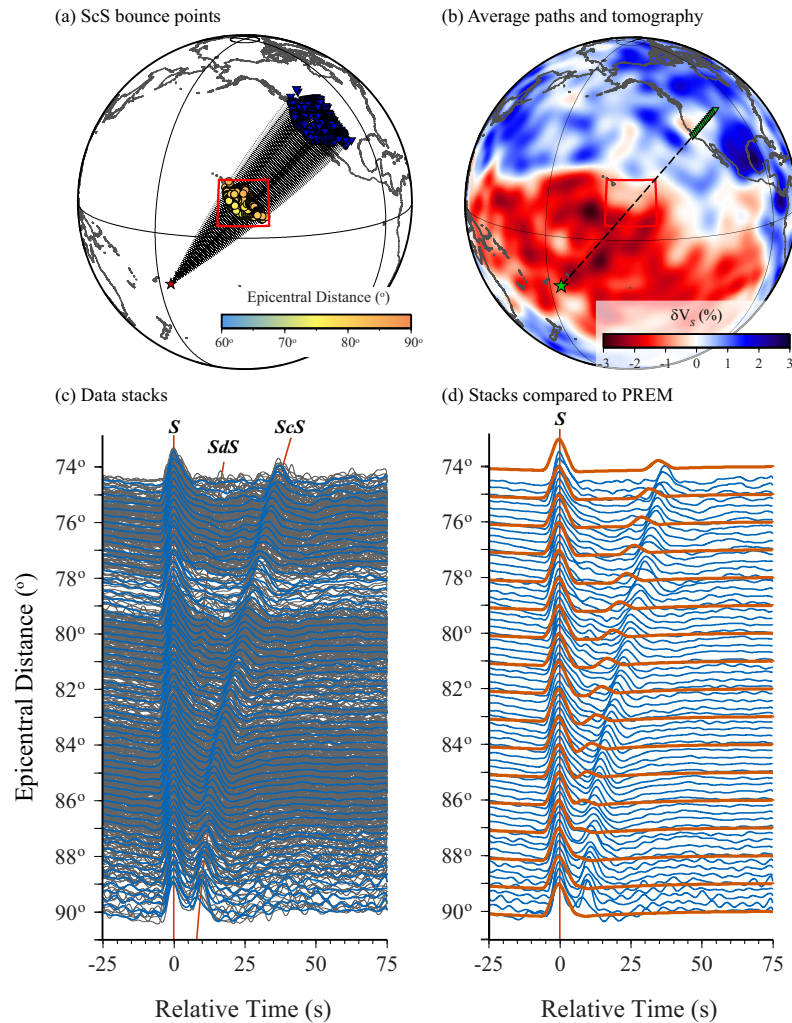 (a) ScS bounce points
(b) Average paths and tomography
Epicentral Distance (°)
60° 70° 80° 90°
δVs (%)
-3 -2 -1 0 1 2 3
(c) Data stacks
(d) Stacks compared to PREM
S
SdS
ScS
S
74°
76°
78°
80°
82°
84°
86°
88°
90°
Epicentral Distance (°)
-25 0 25 50 75
Relative Time (s)
74°
76°
78°
80°
82°
84°
86°
88°
90°
-25 0 25 50 75
Relative Time (s)